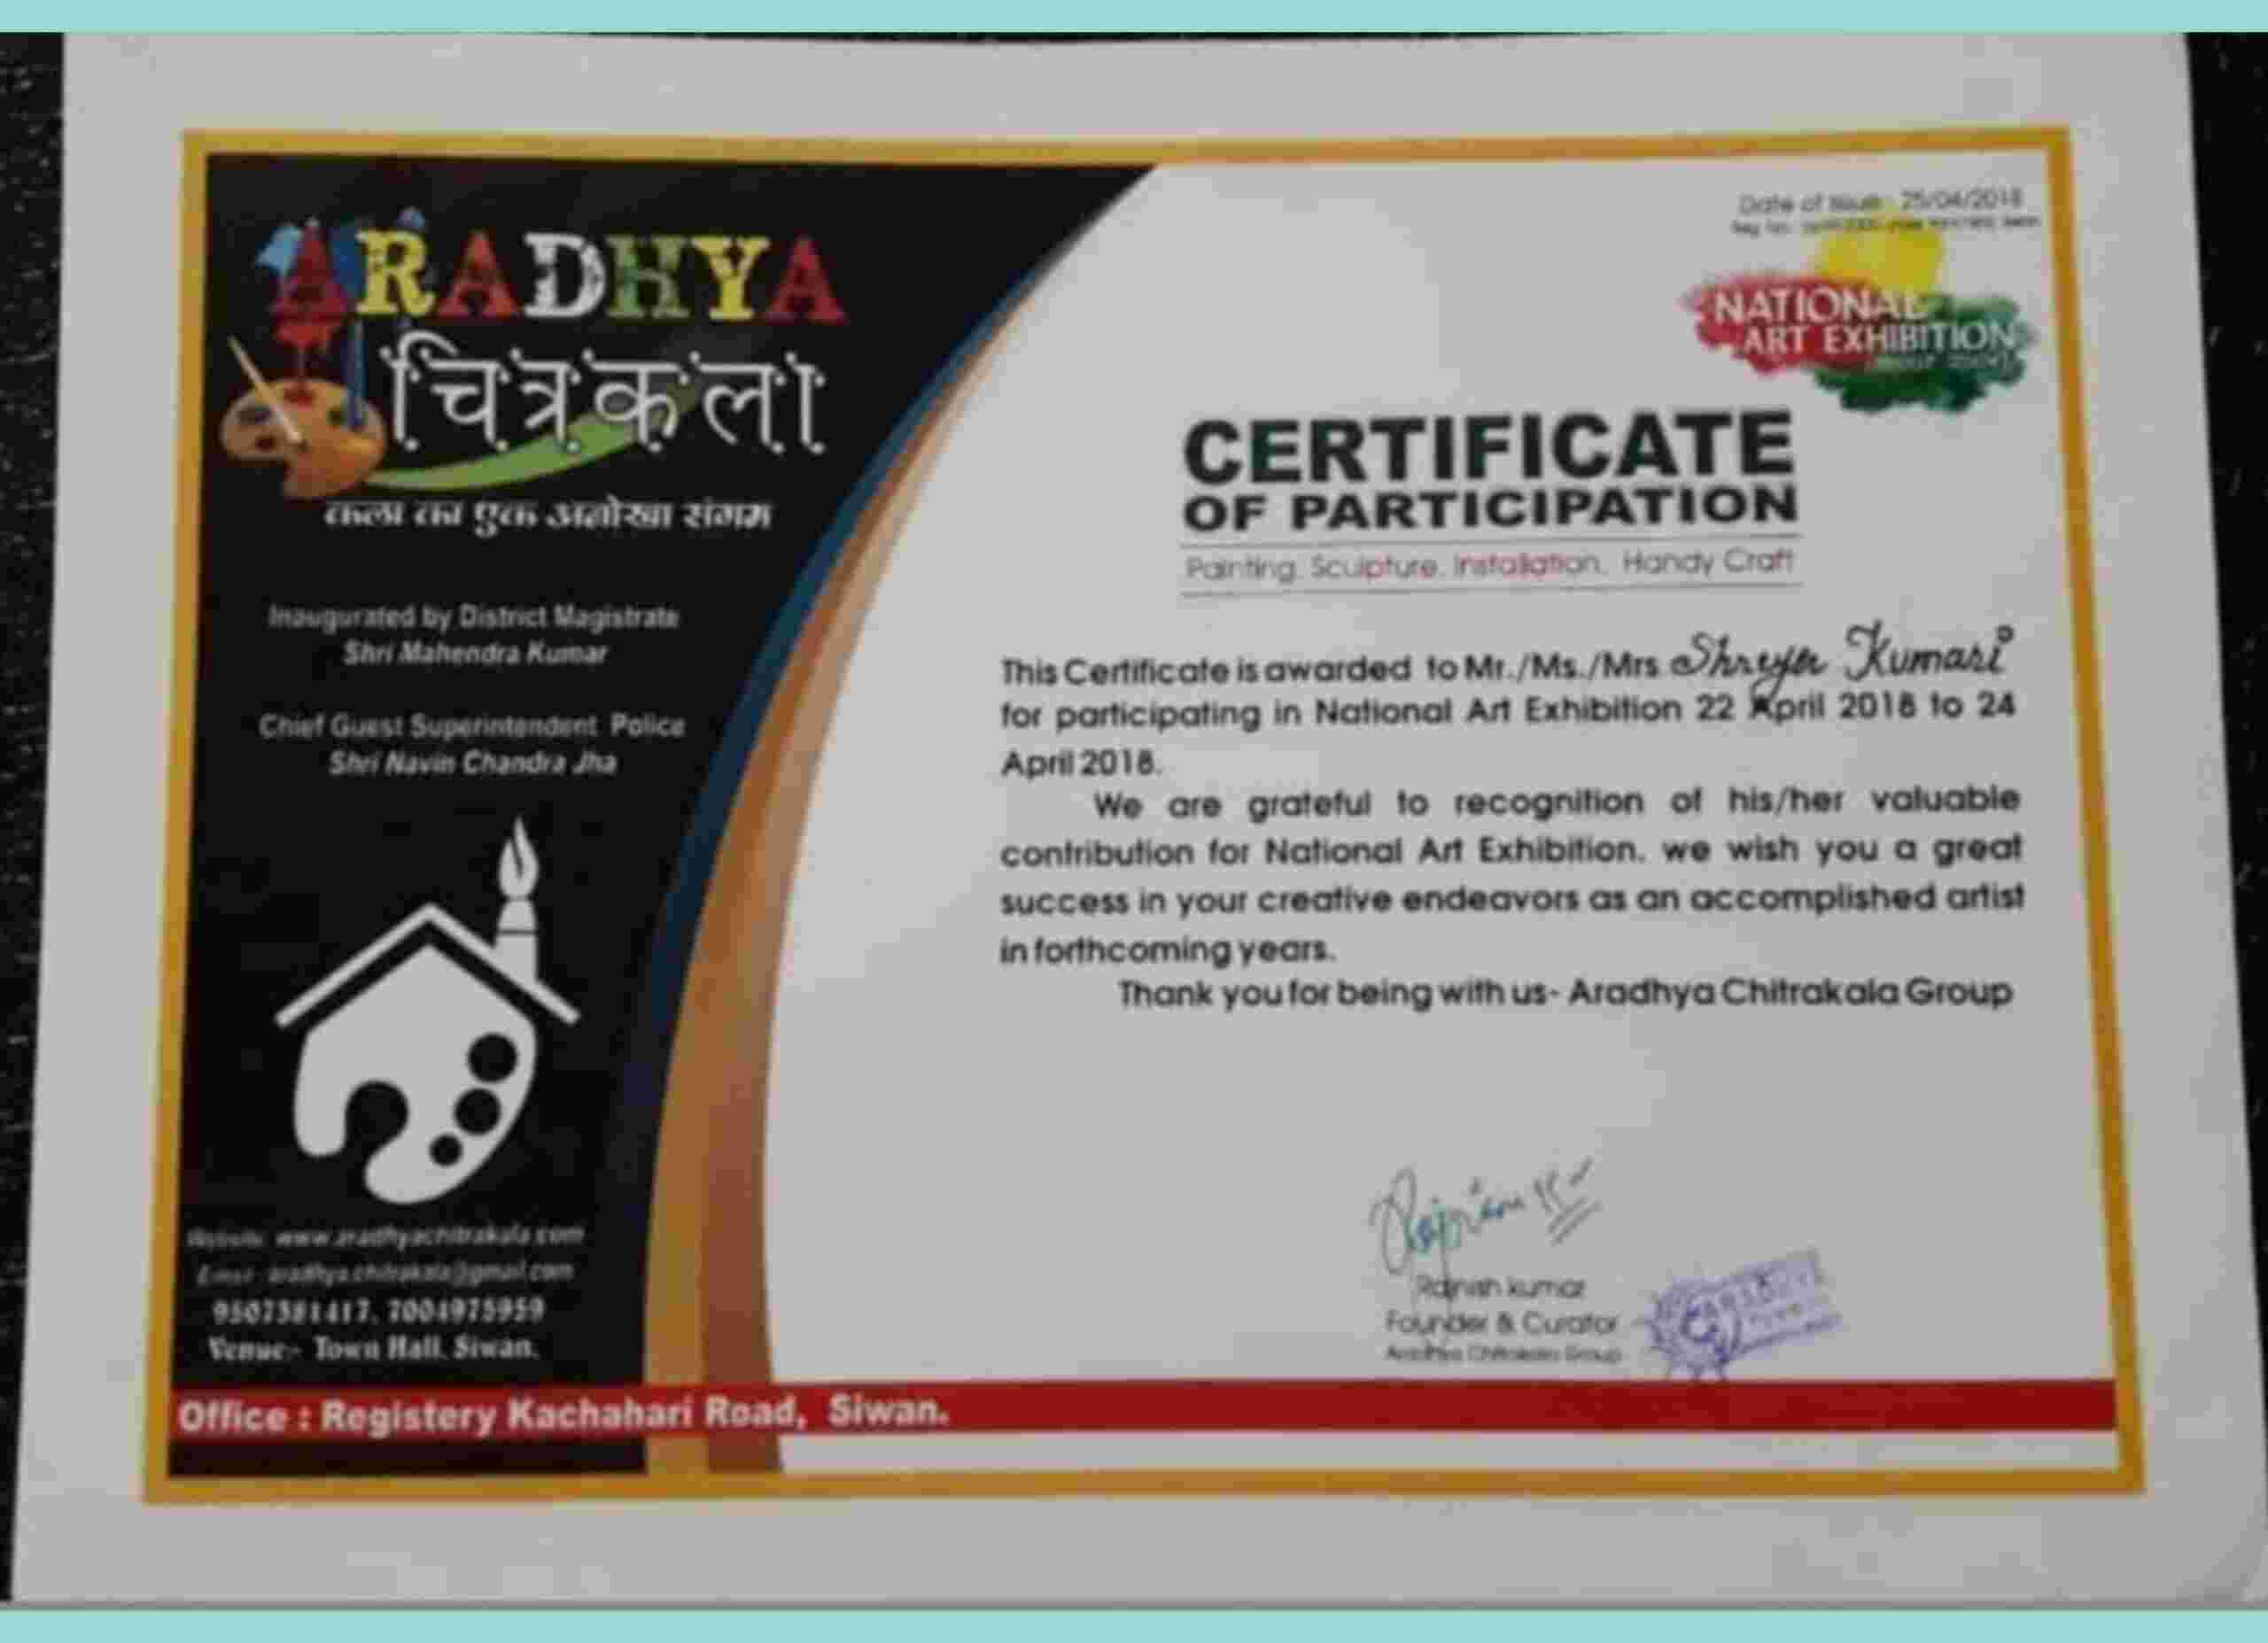 ARADHYA
चित्रकला
कला का एक अनोखा संगम
Inaugurated by District Magistrate
Shri Mahendra Kumar
Chief Guest Superintendent Police
Shri Navin Chandra Jha
Website: www.aradhyachitrakala.com
Email: aradhya.chitrakala@gmail.com
9507381417, 7004975959
Venue:- Town Hall, Siwan.
Office : Registery Kachahari Road, Siwan.
Date of Issue: 25/04/2018
NATIONAL
ART EXHIBITION
CERTIFICATE
OF PARTICIPATION
Painting, Sculpture, Installation, Handy Craft
This Certificate is awarded to Mr./Ms./Mrs. Shreya Kumari
for participating in National Art Exhibition 22 April 2018 to 24
April 2018.
We are grateful to recognition of his/her valuable
contribution for National Art Exhibition. we wish you a great
success in your creative endeavors as an accomplished artist
in forthcoming years.
Thank you for being with us- Aradhya Chitrakala Group
Rajnish kumar
Founder & Curator
Aradhya Chitrakala Group